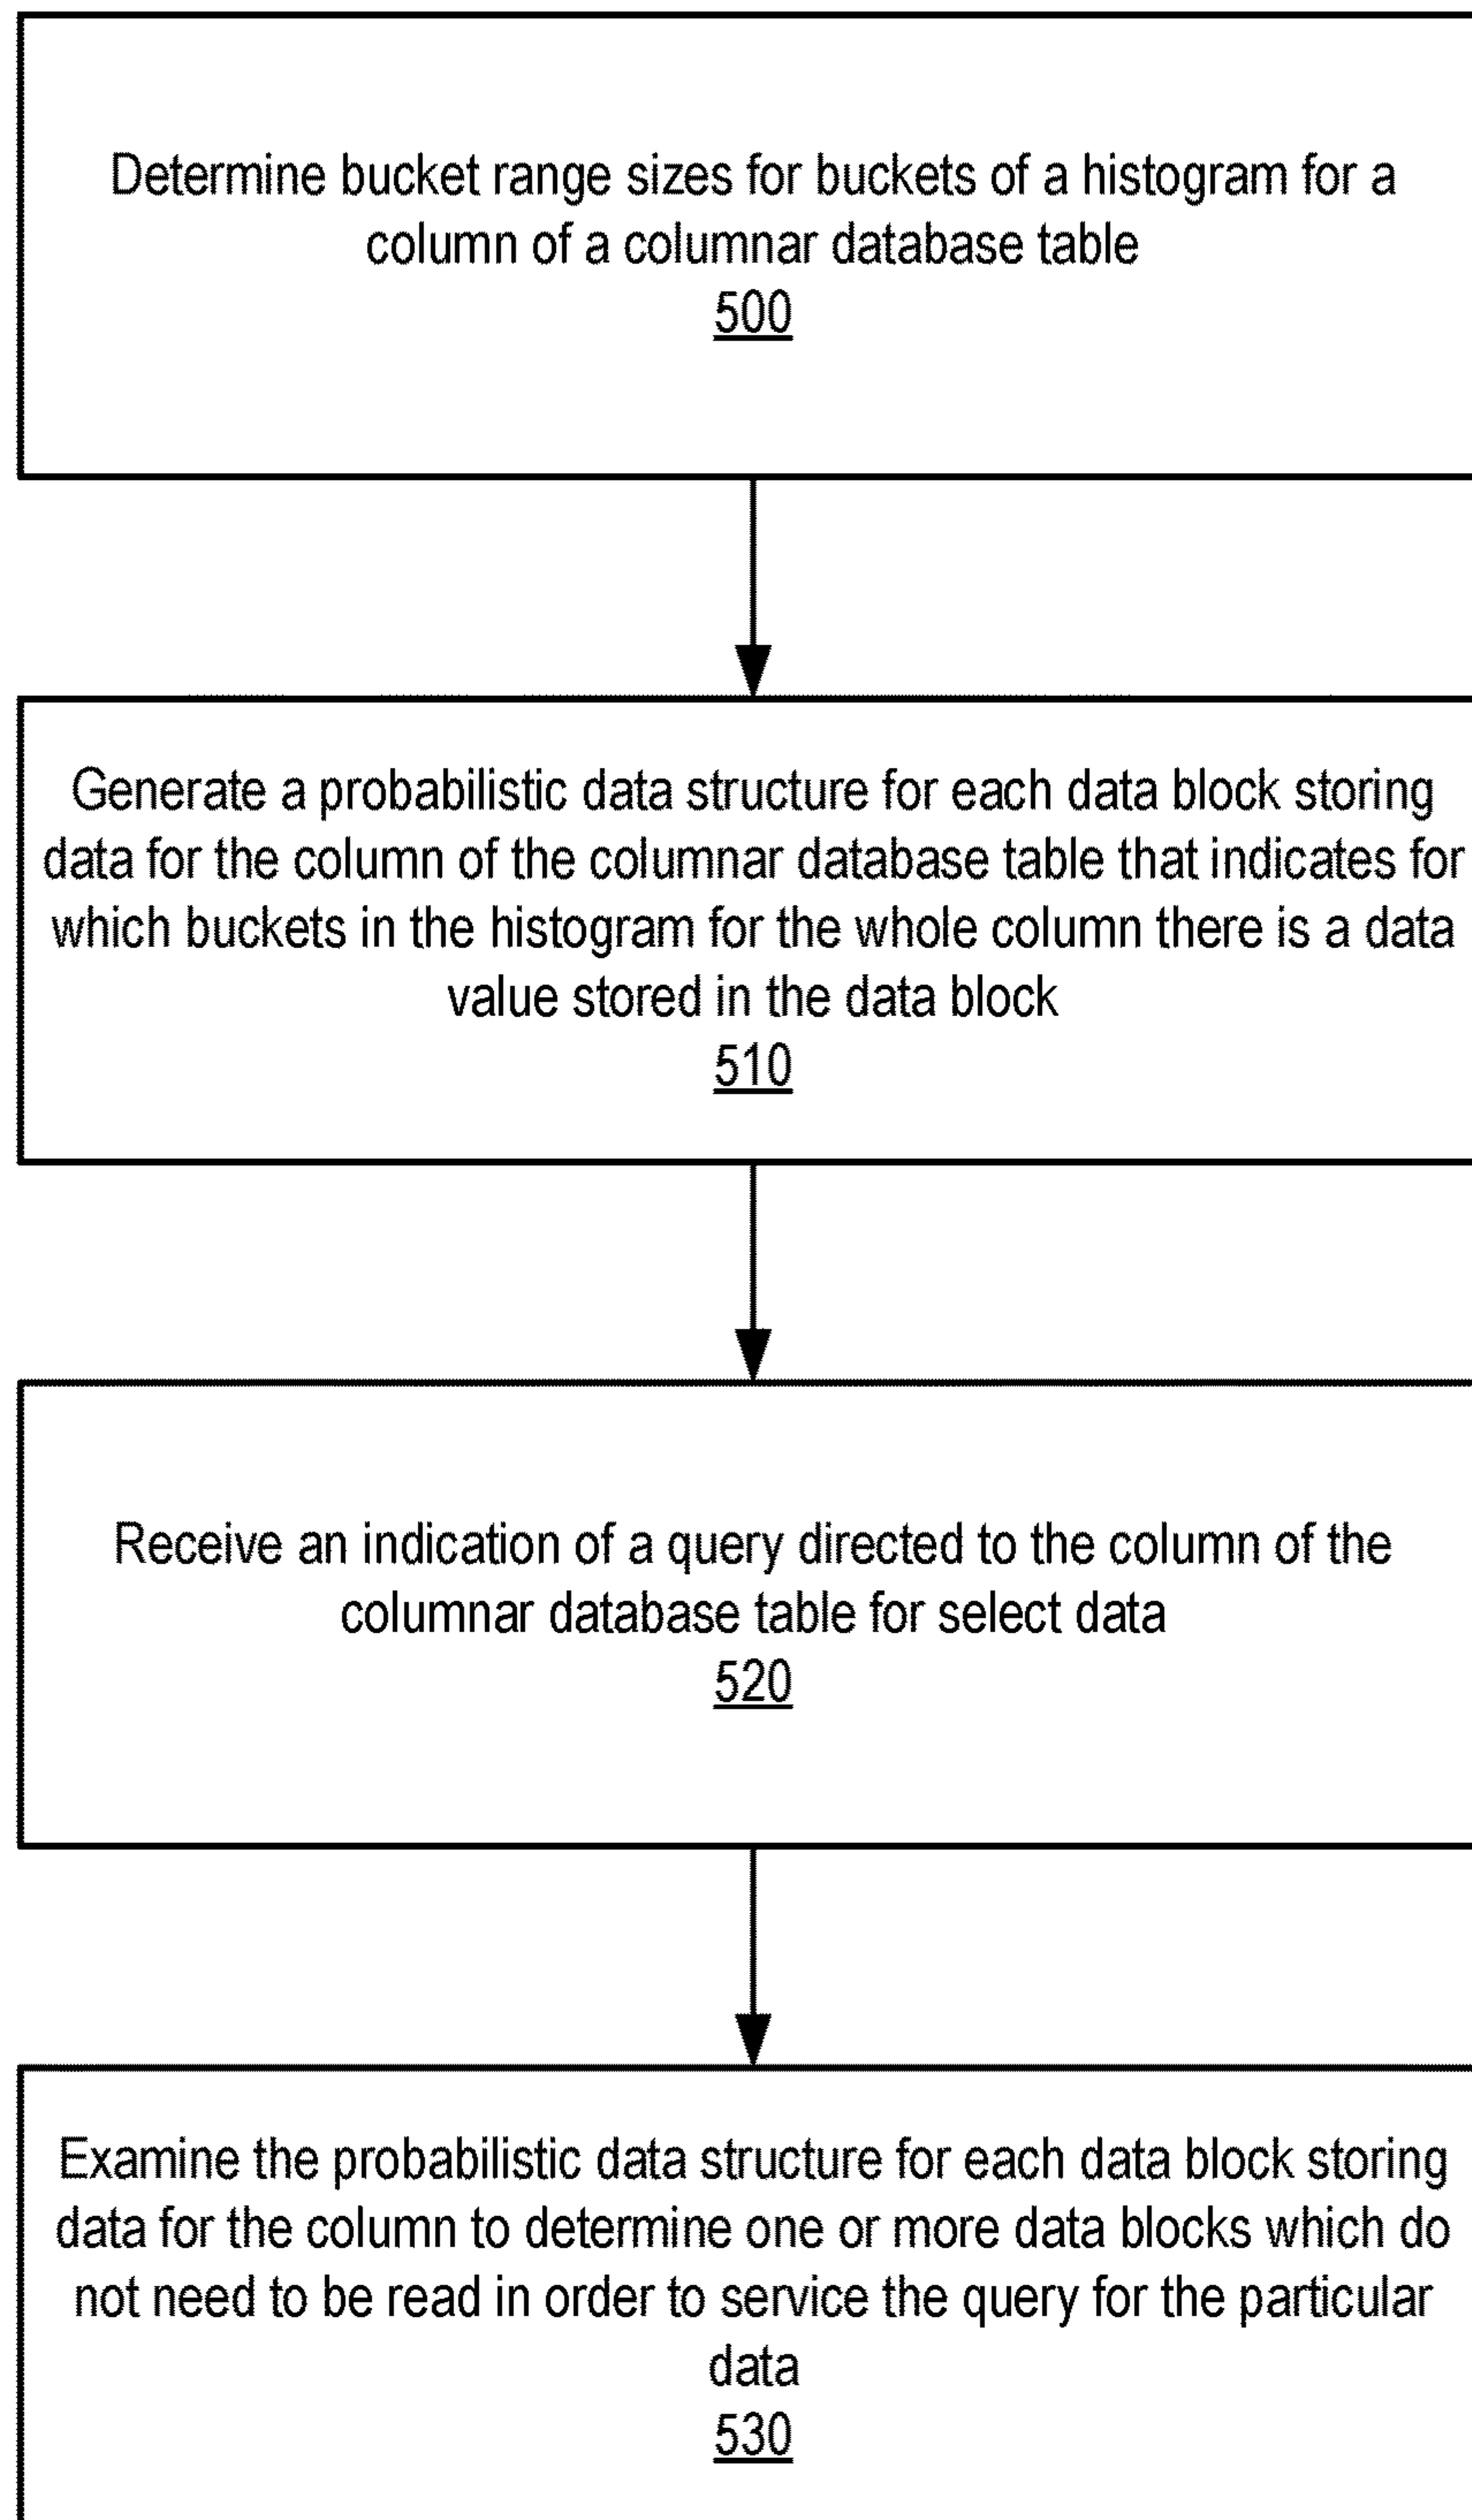 Determine bucket range sizes for buckets of a histogram for a
column of a columnar database table
500
Generate a probabilistic data structure for each data block storing
data for the column of the columnar database table that indicates for
which buckets in the histogram for the whole column there is a data
value stored in the data block
510
Receive an indication of a query directed to the column of the
columnar database table for select data
520
Examine the probabilistic data structure for each data block storing
data for the column to determine one or more data blocks which do
not need to be read in order to service the query for the particular
data
530